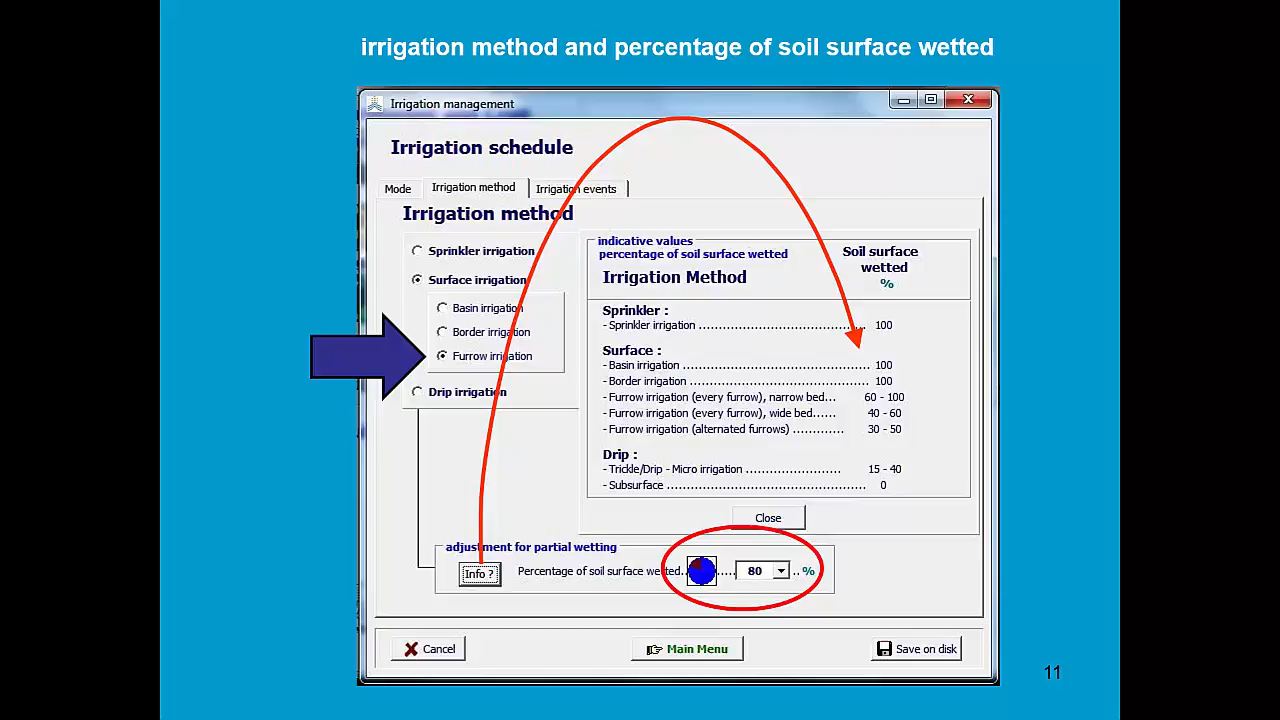 irrigation method and percentage of soil surface wetted
Irrigation management
Irrigation schedule
Mode
Irrigation method
Irrigation events
Irrigation method
Sprinkler irrigation
Surface irrigation
Basin irrigation
Border irrigation
Furrow irrigation
Drip irrigation
indicative values
percentage of soil surface wetted
Irrigation Method
Soil surface
wetted
%
Sprinkler :
- Sprinkler irrigation ........................................ 100
Surface :
- Basin irrigation ............................................. 100
- Border irrigation ........................................... 100
- Furrow irrigation (every furrow), narrow bed... 60 - 100
- Furrow irrigation (every furrow), wide bed...... 40 - 60
- Furrow irrigation (alternated furrows) ............. 30 - 50
Drip :
- Trickle/Drip - Micro irrigation ........................ 15 - 40
- Subsurface .................................................. 0
Close
adjustment for partial wetting
Info ?
Percentage of soil surface wetted. ..... 80 .. %
Cancel
Main Menu
Save on disk
11